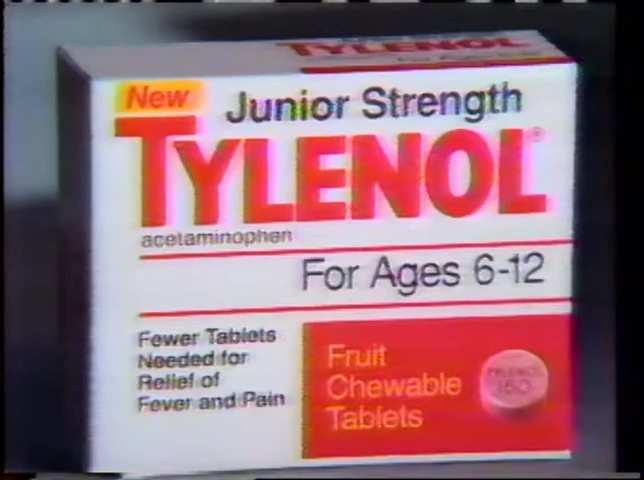 TYLENOL
New
Junior Strength
TYLENOL®
acetaminophen
For Ages 6-12
Fewer Tablets
Needed for
Relief of
Fever and Pain
Fruit
Chewable
Tablets
TYLENOL
160